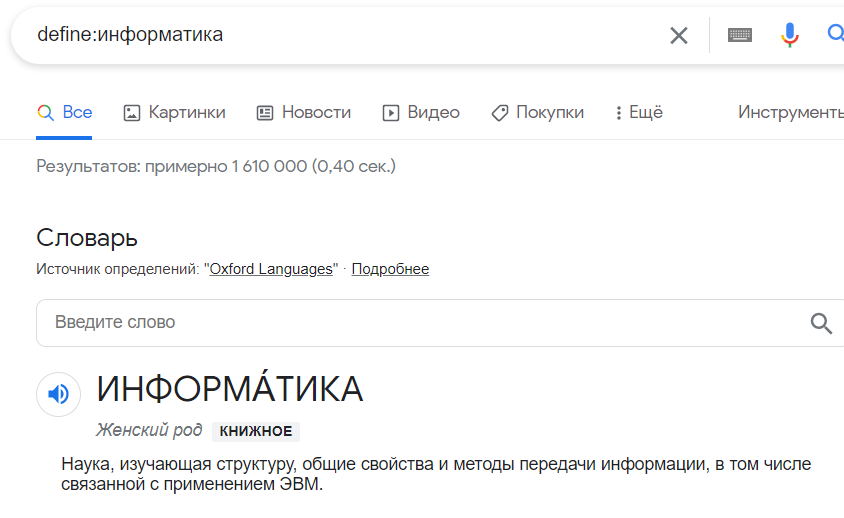 define:информатика
Все Картинки Новости Видео Покупки Ещё Инструменты
Результатов: примерно 1 610 000 (0,40 сек.)
Словарь
Источник определений: "Oxford Languages" · Подробнее
Введите слово
ИНФОРМА́ТИКА
Женский род КНИЖНОЕ
Наука, изучающая структуру, общие свойства и методы передачи информации, в том числе
связанной с применением ЭВМ.